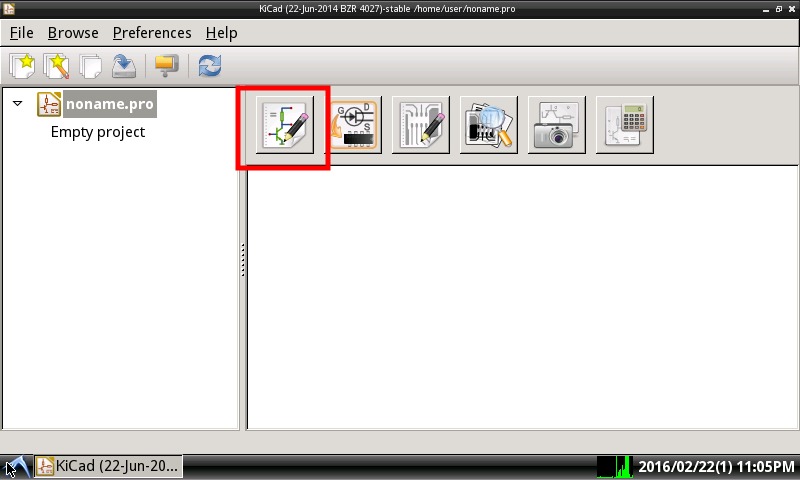 KiCad (22-Jun-2014 BZR 4027)-stable /home/user/noname.pro
File Browse Preferences Help
noname.pro
Empty project
G D S
KiCad (22-Jun-20...
2016/02/22(1) 11:05PM